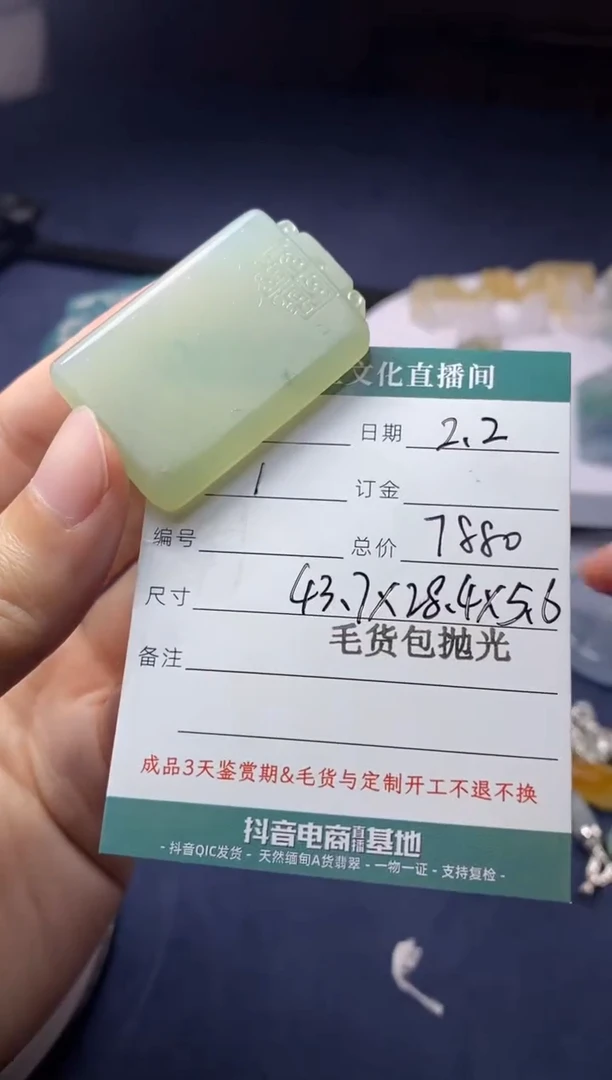 文化直播间
日期 2.2
1 订金
编号 总价 7880
尺寸 43.7×28.4×5.6
毛货包抛光
备注
成品3天鉴赏期&毛货与定制开工不退不换
抖音电商直播基地
- 抖音QIC发货 - 天然缅甸A货翡翠 - 一物一证 - 支持复检 -